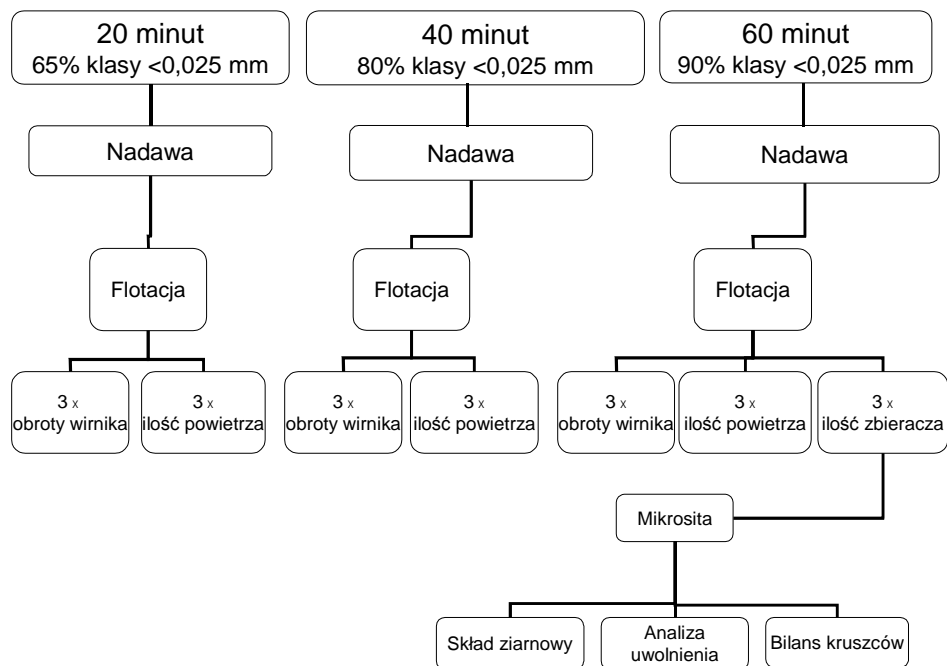 20 minut
65% klasy <0,025 mm
40 minut
80% klasy <0,025 mm
60 minut
90% klasy <0,025 mm
Nadawa
Nadawa
Nadawa
Flotacja
Flotacja
Flotacja
3 x
obroty wirnika
3 x
ilość powietrza
3 x
obroty wirnika
3 x
ilość powietrza
3 x
obroty wirnika
3 x
ilość powietrza
3 x
ilość zbieracza
Mikrosita
Skład ziarnowy
Analiza
uwolnienia
Bilans kruszców